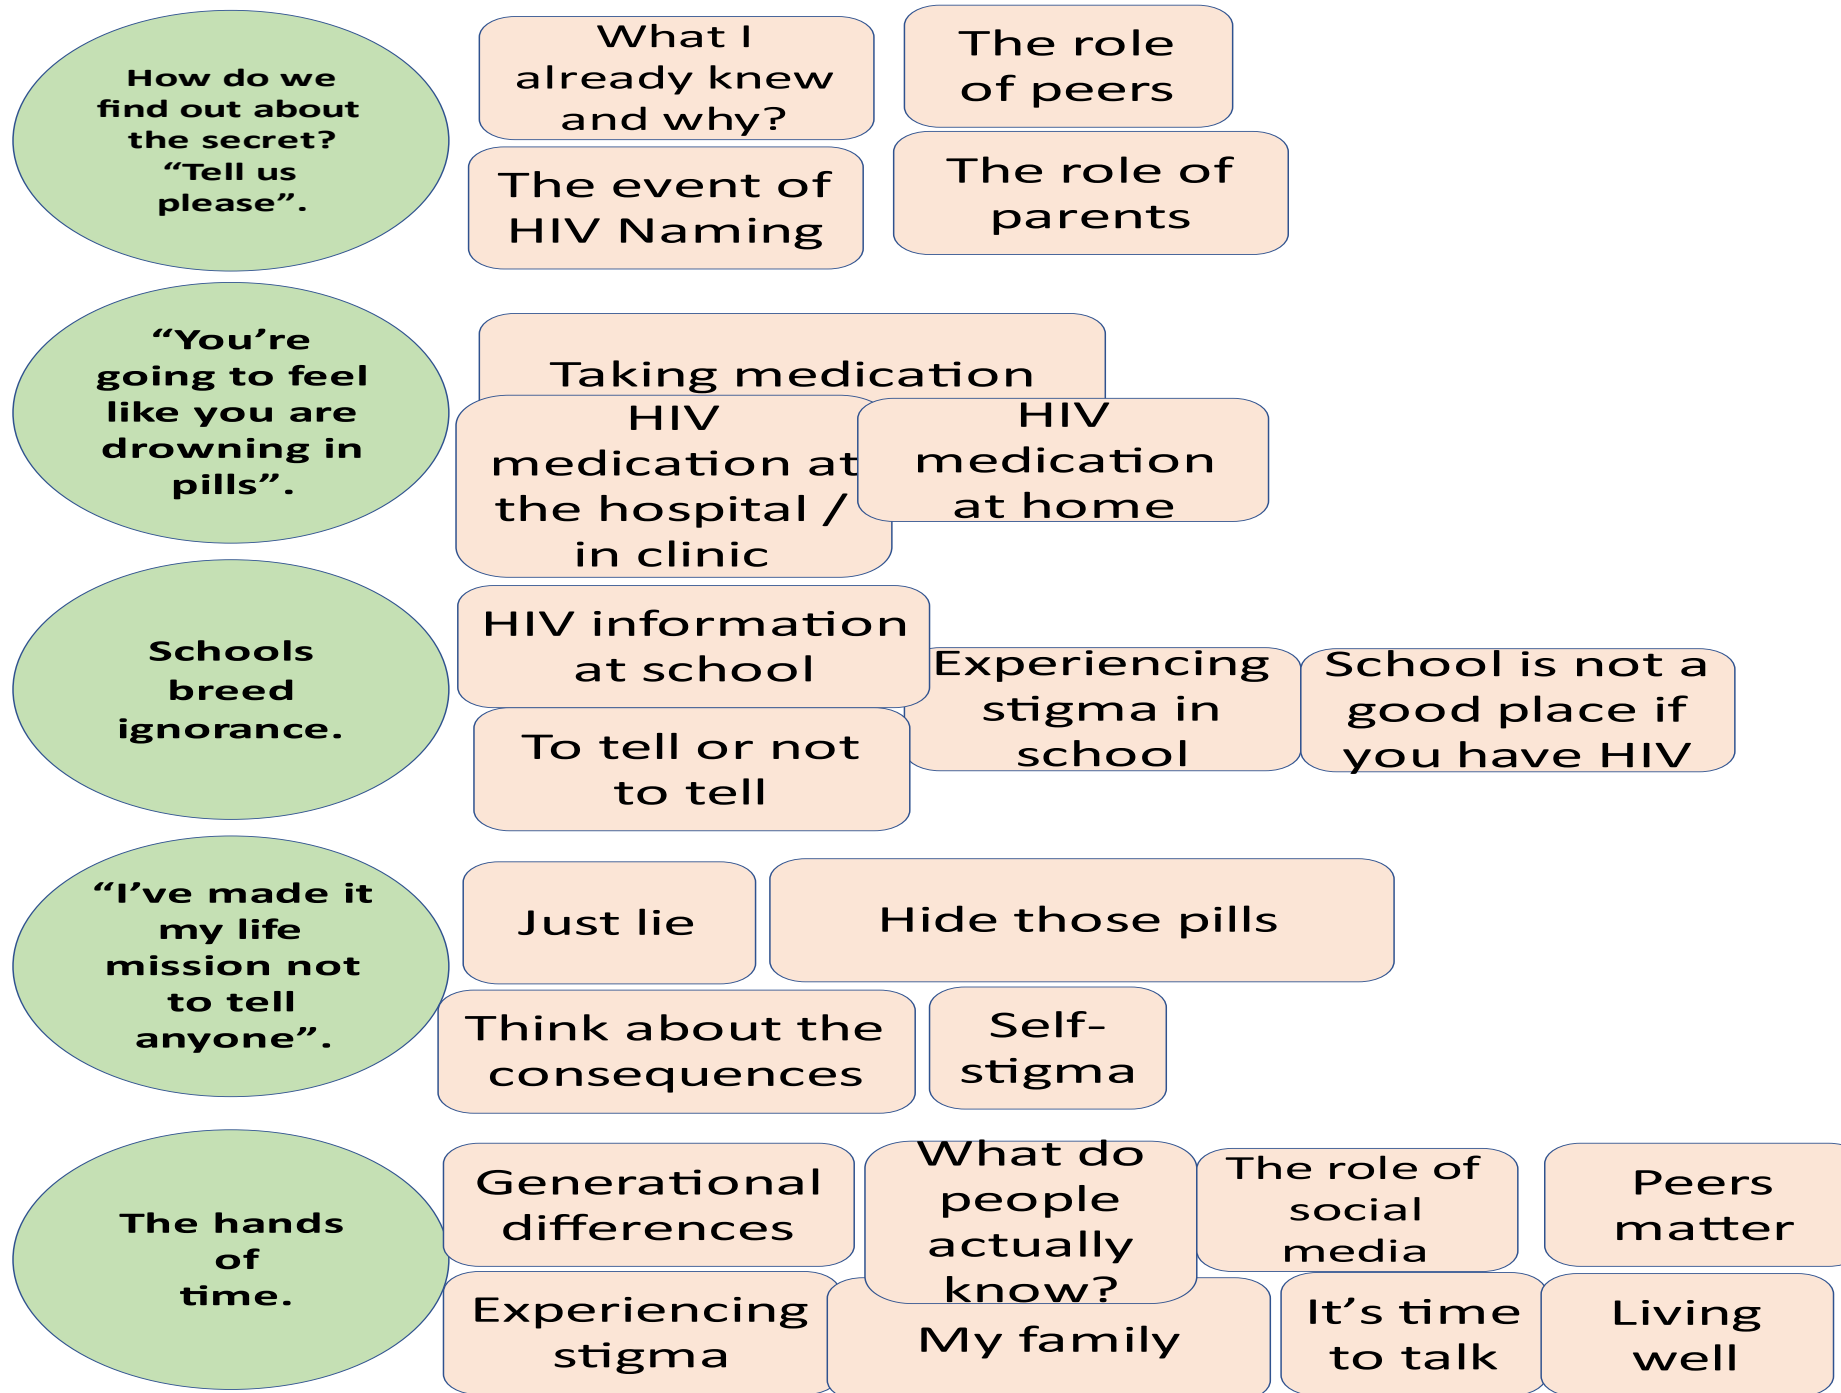 How do we
find out about
the secret?
“Tell us
please”.
What I
already knew
and why?
The role
of peers
The event of
HIV Naming
The role of
parents
“You’re
going to feel
like you are
drowning in
pills”.
Taking medication
HIV
medication at
the hospital /
in clinic
HIV
medication
at home
Schools
breed
ignorance.
HIV information
at school
Experiencing
stigma in
school
School is not a
good place if
you have HIV
To tell or not
to tell
“I’ve made it
my life
mission not
to tell
anyone”.
Just lie
Hide those pills
Think about the
consequences
Self-
stigma
The hands
of
time.
Generational
differences
What do
people
actually
know?
The role of
social
media
Peers
matter
Experiencing
stigma
My family
It’s time
to talk
Living
well